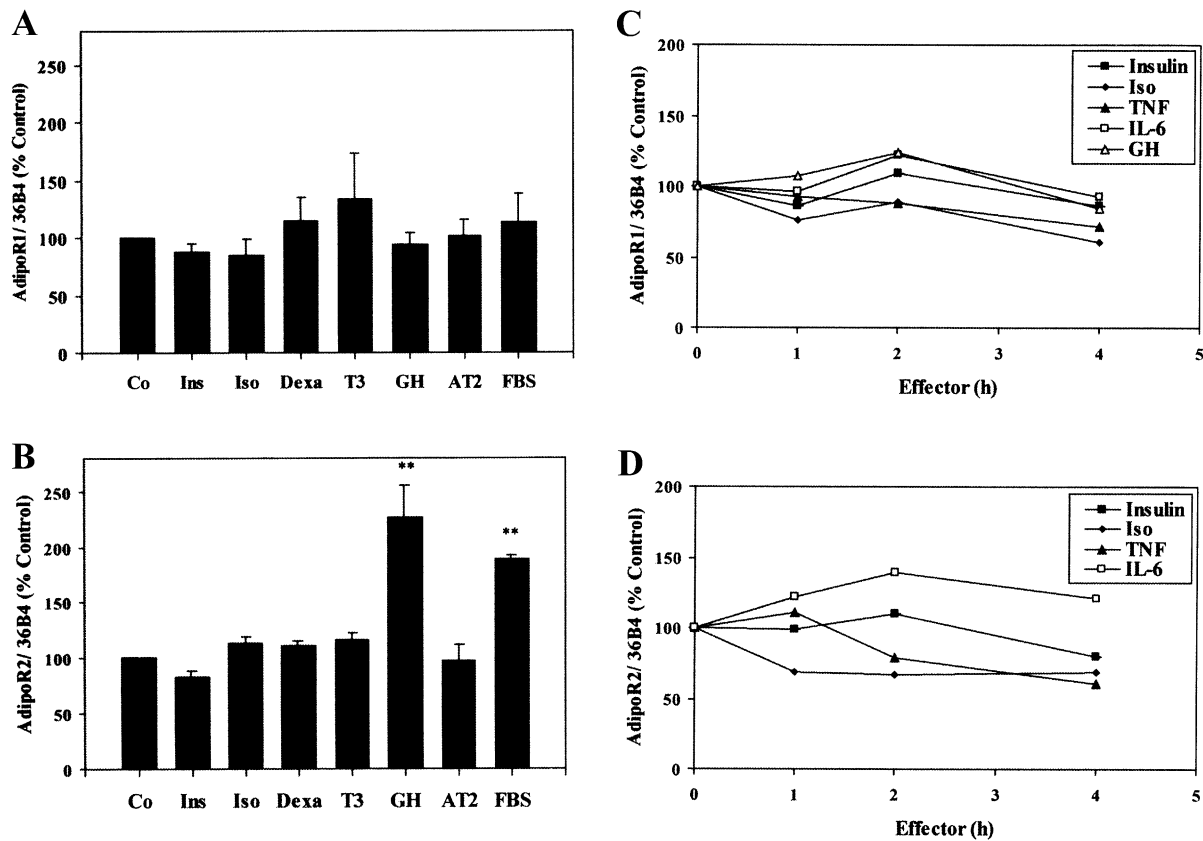 A
AdipoR1/ 36B4 (% Control)
250
200
150
100
50
0
Co Ins Iso Dexa T3 GH AT2 FBS
B
AdipoR2/ 36B4 (% Control)
250
200
150
100
50
0
**
**
Co Ins Iso Dexa T3 GH AT2 FBS
C
AdipoR1/ 36B4 (% Control)
200
150
100
50
0
0 1 2 3 4 5
Effector (h)
Insulin
Iso
TNF
IL-6
GH
D
AdipoR2/ 36B4 (% Control)
200
150
100
50
0
0 1 2 3 4 5
Effector (h)
Insulin
Iso
TNF
IL-6